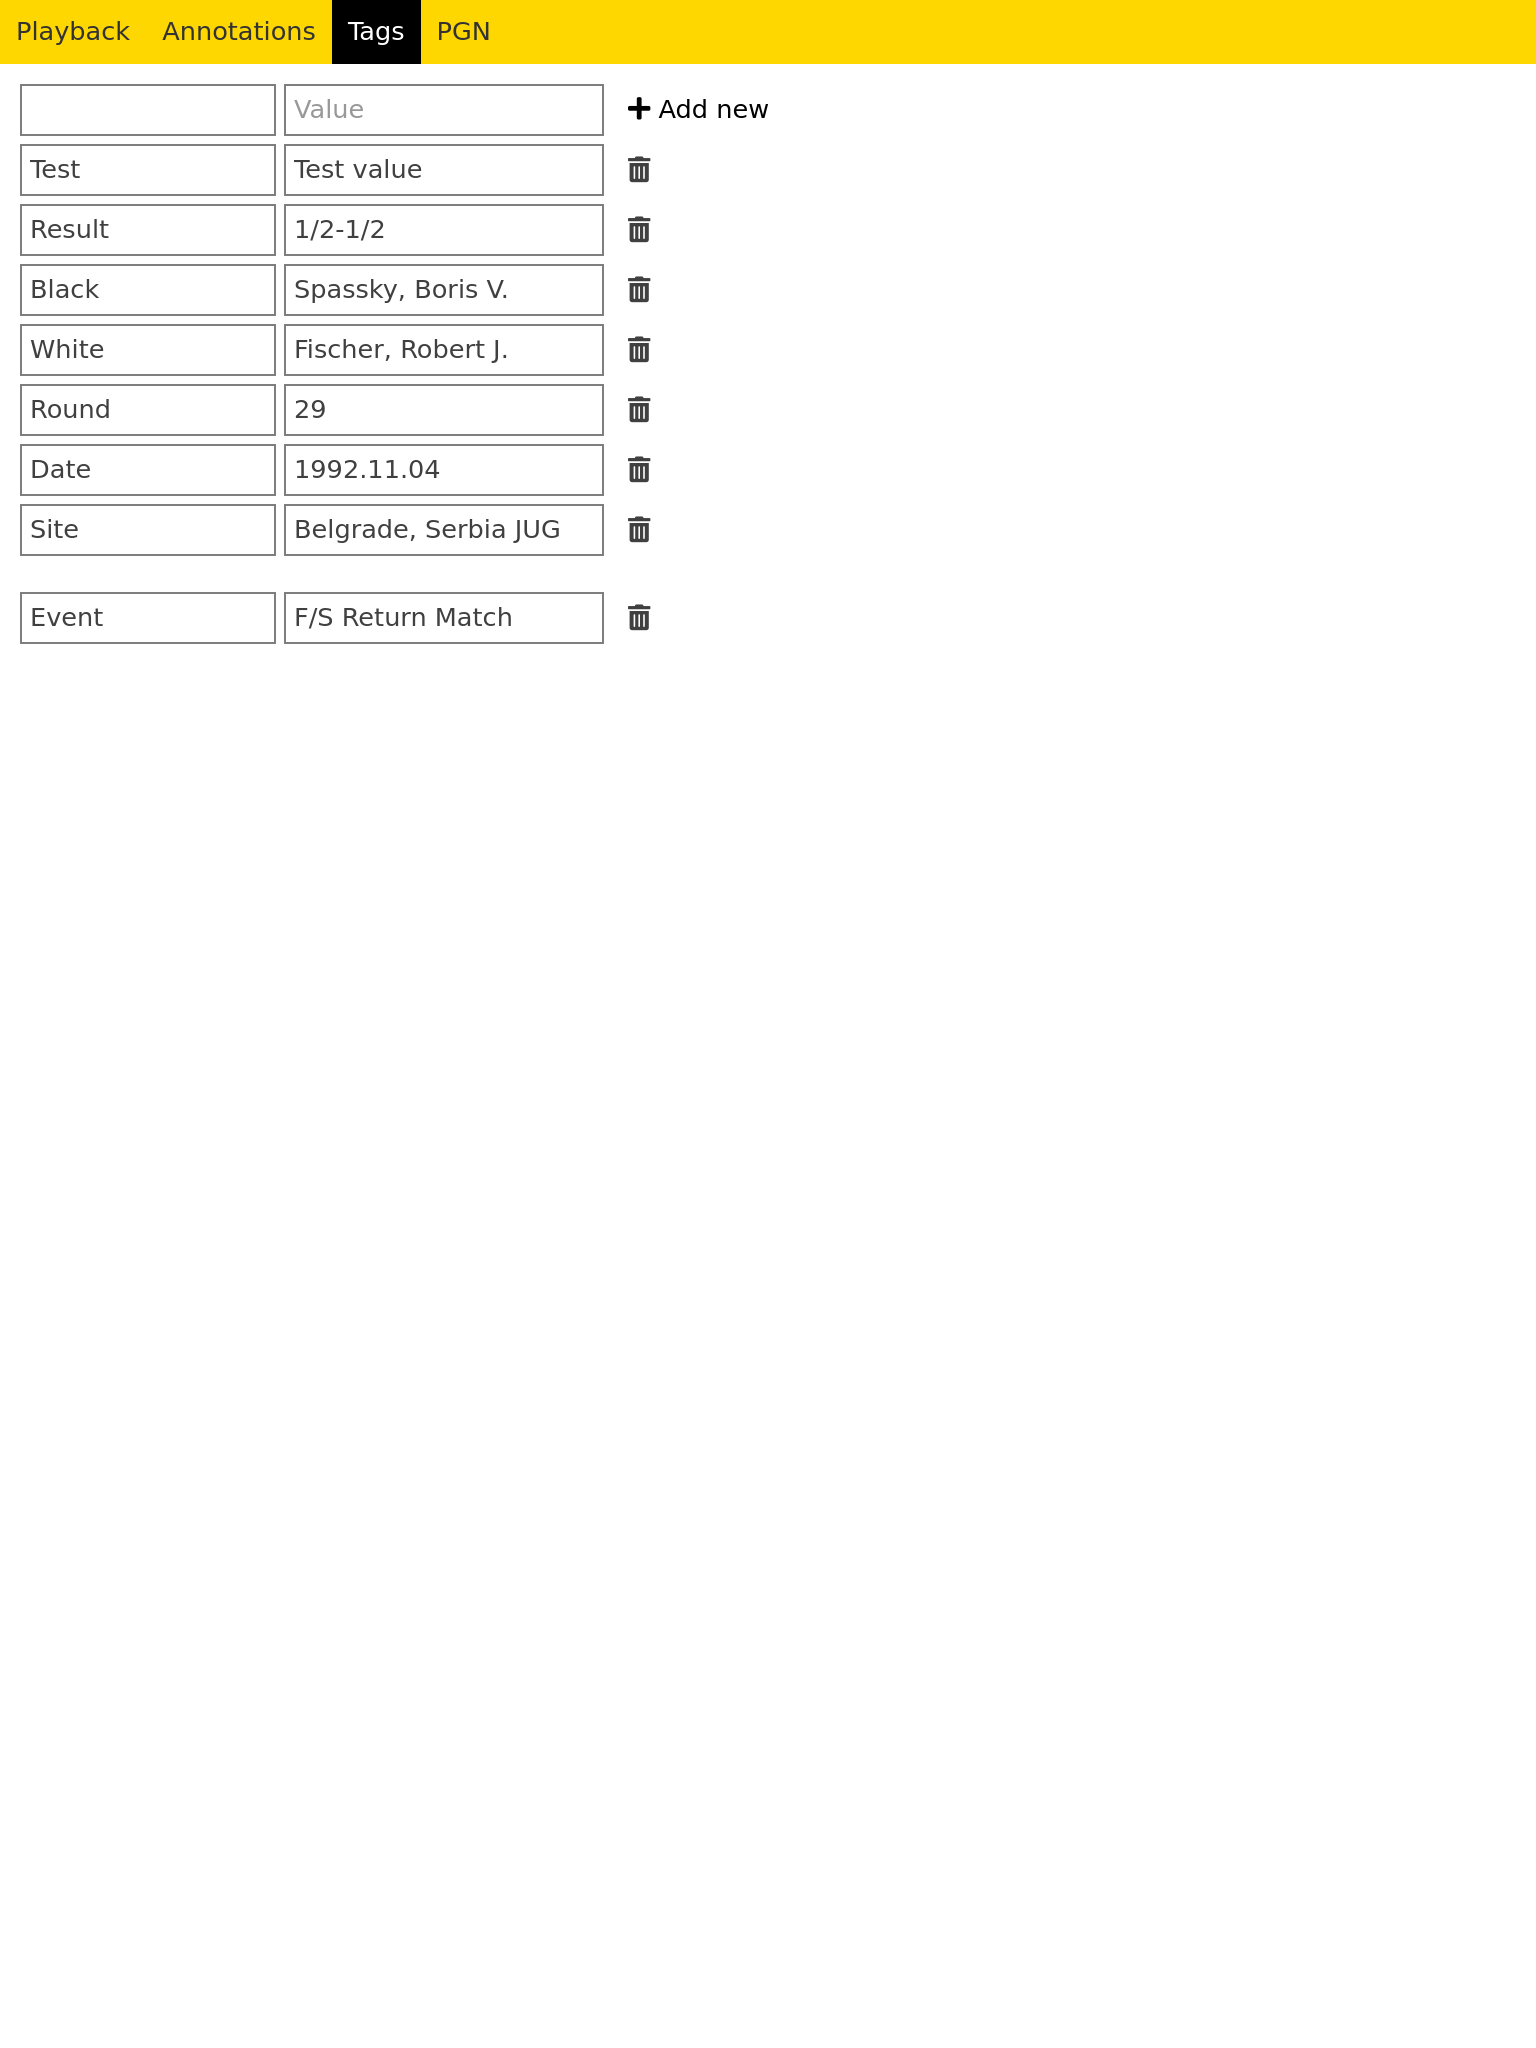 Playback Annotations Tags PGN
Value Add new
Test Test value
Result 1/2-1/2
Black Spassky, Boris V.
White Fischer, Robert J.
Round 29
Date 1992.11.04
Site Belgrade, Serbia JUG
Event F/S Return Match